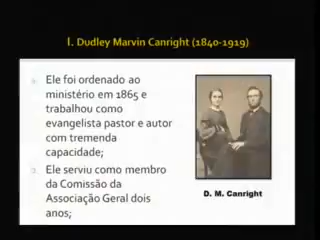 I. Dudley Marvin Canright (1840-1919)
Ele foi ordenado ao
ministério em 1865 e
trabalhou como
evangelista pastor e autor
com tremenda
capacidade;
Ele serviu como membro
da Comissão da
Associação Geral dois
anos;
D. M. Canright